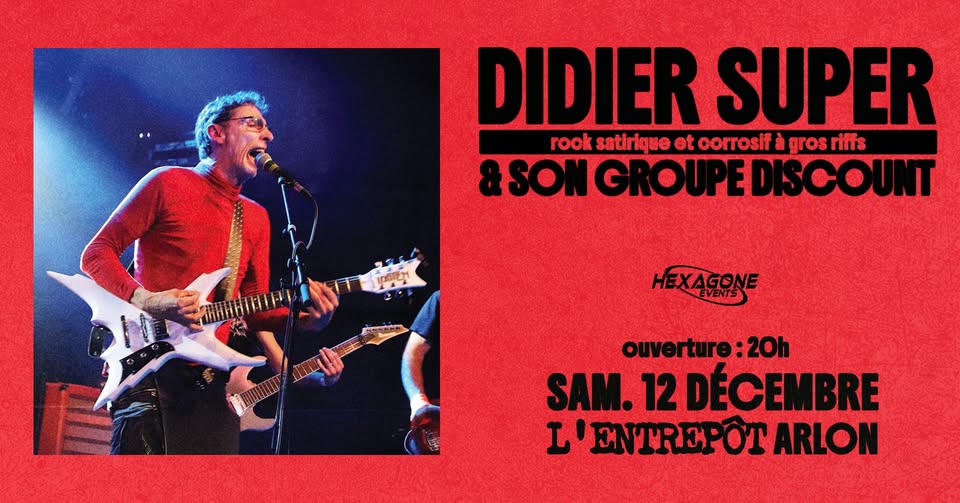 DIDIER SUPER
rock satirique et corrosif à gros riffs
& SON GROUPE DISCOUNT
HEXAGONE
EVENTS
ouverture : 20h
SAM. 12 DÉCEMBRE
L'ENTREPÔT ARLON